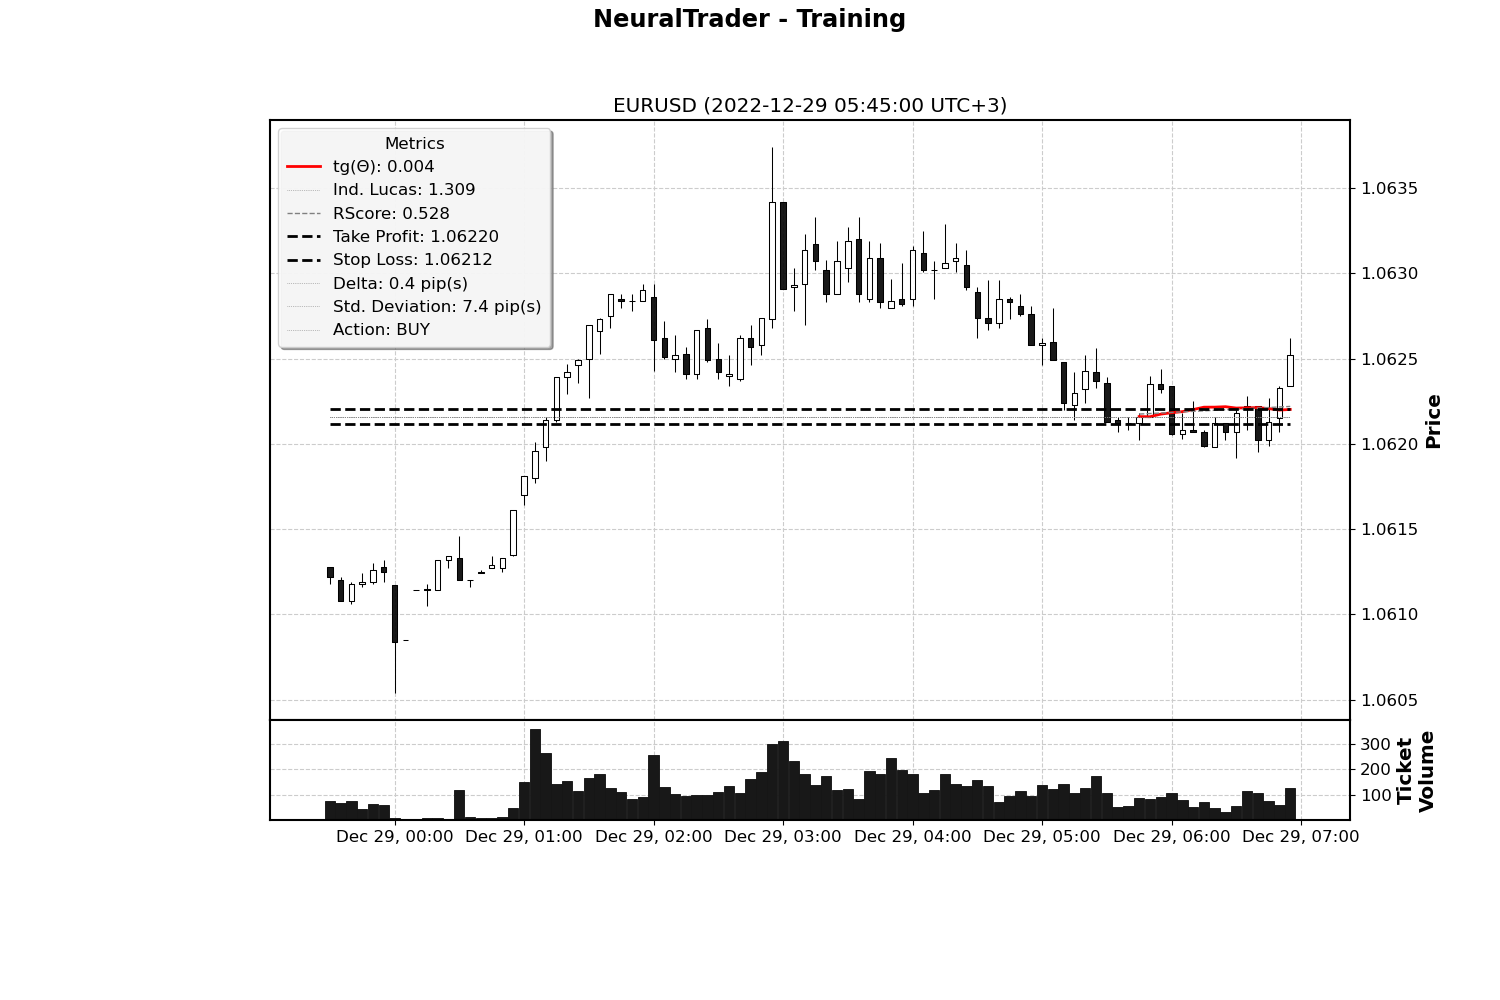 NeuralTrader - Training
EURUSD (2022-12-29 05:45:00 UTC+3)
Metrics
tg(Θ): 0.004
Ind. Lucas: 1.309
RScore: 0.528
Take Profit: 1.06220
Stop Loss: 1.06212
Delta: 0.4 pip(s)
Std. Deviation: 7.4 pip(s)
Action: BUY
1.0635
1.0630
1.0625
1.0620
1.0615
1.0610
1.0605
Price
300
200
100
Ticket
Volume
Dec 29, 00:00 Dec 29, 01:00 Dec 29, 02:00 Dec 29, 03:00 Dec 29, 04:00 Dec 29, 05:00 Dec 29, 06:00 Dec 29, 07:00